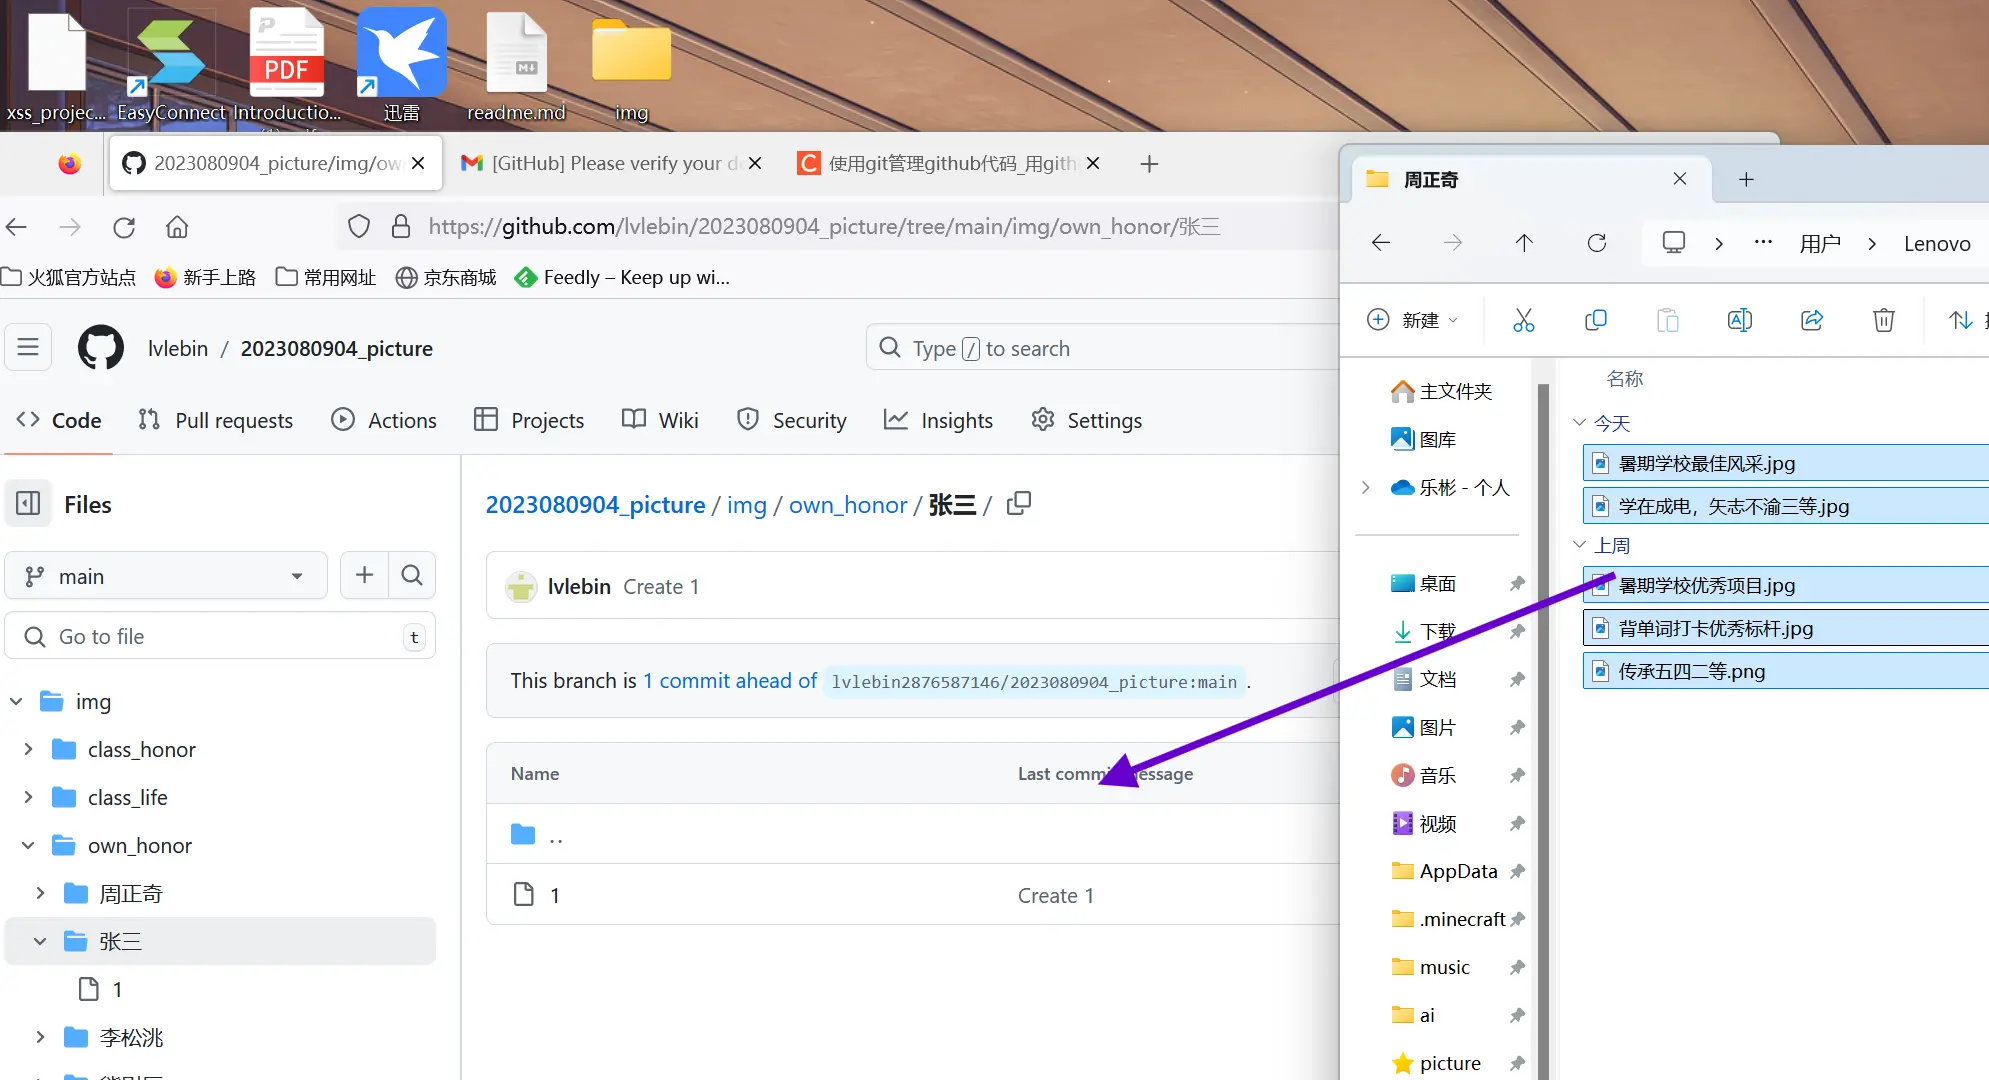 xss_projec...
EasyConnect
Introductio...
迅雷
readme.md
img
PDF
2023080904_picture/img/ow
[GitHub] Please verify your d
使用git管理github代码_用gith
https://github.com/lvlebin/2023080904_picture/tree/main/img/own_honor/张三
火狐官方站点
新手上路
常用网址
京东商城
Feedly – Keep up wi...
lvlebin / 2023080904_picture
Type / to search
Code
Pull requests
Actions
Projects
Wiki
Security
Insights
Settings
Files
main
Go to file
t
img
class_honor
class_life
own_honor
周正奇
张三
1
李松洮
2023080904_picture / img / own_honor / 张三 /
lvlebin Create 1
This branch is 1 commit ahead of lvlebin2876587146/2023080904_picture:main .
Name
Last commit message
..
1
Create 1
周正奇
用户
Lenovo
新建
主文件夹
图库
乐彬 - 个人
桌面
下载
文档
图片
音乐
视频
AppData
.minecraft
music
ai
picture
名称
今天
暑期学校最佳风采.jpg
学在成电，矢志不渝三等.jpg
上周
暑期学校优秀项目.jpg
背单词打卡优秀标杆.jpg
传承五四二等.png